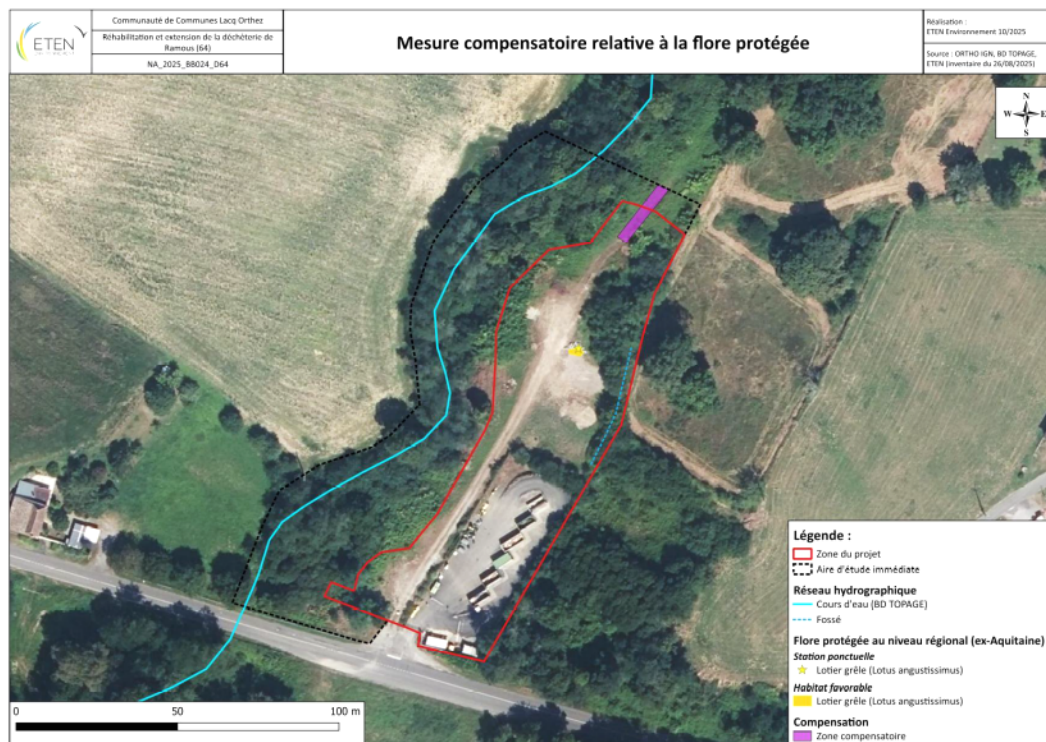 ETEN
Communauté de Communes Lacq Orthez
Réhabilitation et extension de la déchèterie de
Ramous (64)
NA_2025_BB024_D64
Mesure compensatoire relative à la flore protégée
Réalisation :
ETEN Environnement 10/2025
Source : ORTHO IGN, BD TOPAGE,
ETEN (inventaire du 26/08/2025)
N
W E
S
Légende :
Zone du projet
Aire d'étude immédiate
Réseau hydrographique
Cours d'eau (BD TOPAGE)
Fossé
Flore protégée au niveau régional (ex-Aquitaine)
Station ponctuelle
Lotier grêle (Lotus angustissimus)
Habitat favorable
Lotier grêle (Lotus angustissimus)
Compensation
Zone compensatoire
0 50 100 m